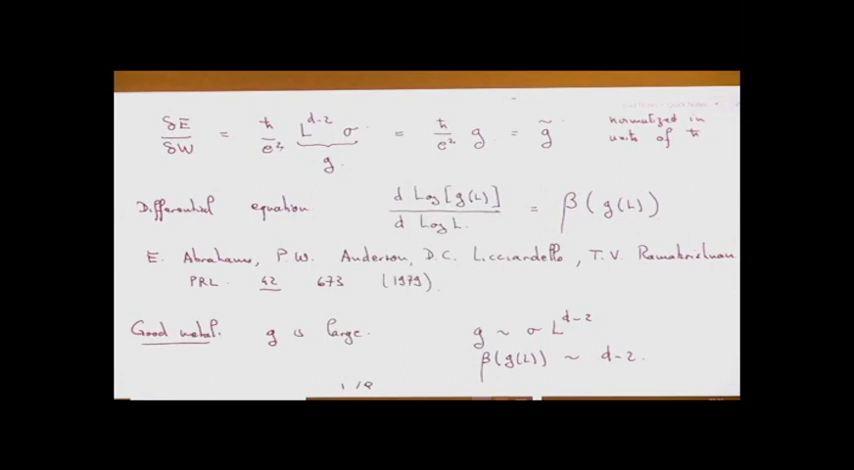 δE/δW = ħ/e² L^{d-2} σ = ħ/e² g = g̃ normalized in
g units of ħ
Differential equation d Log[g(L)] / d Log L = β(g(L))
E. Abrahams, P.W. Anderson, D.C. Licciardello, T.V. Ramakrishnan
PRL 42 673 (1979).
Good metal. g is large. g ~ σ L^{d-2}
β(g(L)) ~ d-2.